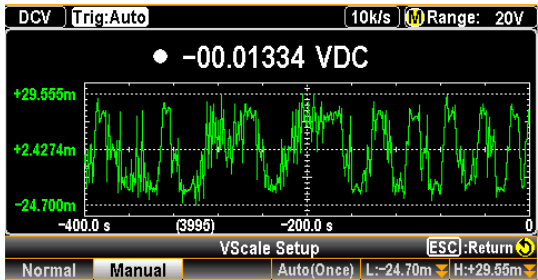 DCV Trig:Auto 10k/s M Range: 20V
−00.01334 VDC
+29.555m
+2.4274m
−24.700m
−400.0 s (3995) −200.0 s 0
VScale Setup ESC :Return
Normal Manual Auto(Once) L:−24.70m H:+29.55m